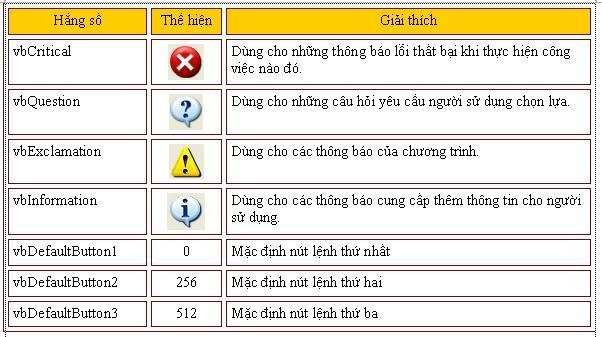 Hằng số Thể hiện Giải thích
vbCritical Dùng cho những thông báo lỗi thất bại khi thực hiện công
việc nào đó.
vbQuestion Dùng cho những câu hỏi yêu cầu người sử dụng chọn lựa.
vbExclamation Dùng cho các thông báo của chương trình.
vbInformation Dùng cho các thông báo cung cấp thêm thông tin cho người
sử dụng.
vbDefaultButton1 0 Mặc định nút lệnh thứ nhất
vbDefaultButton2 256 Mặc định nút lệnh thứ hai
vbDefaultButton3 512 Mặc định nút lệnh thứ ba